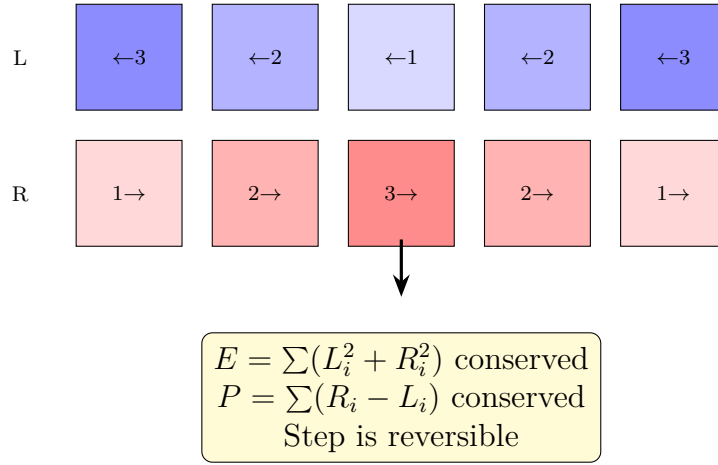 L ←3 ←2 ←1 ←2 ←3
R 1→ 2→ 3→ 2→ 1→
E = ∑(L_i^2 + R_i^2) conserved
P = ∑(R_i − L_i) conserved
Step is reversible